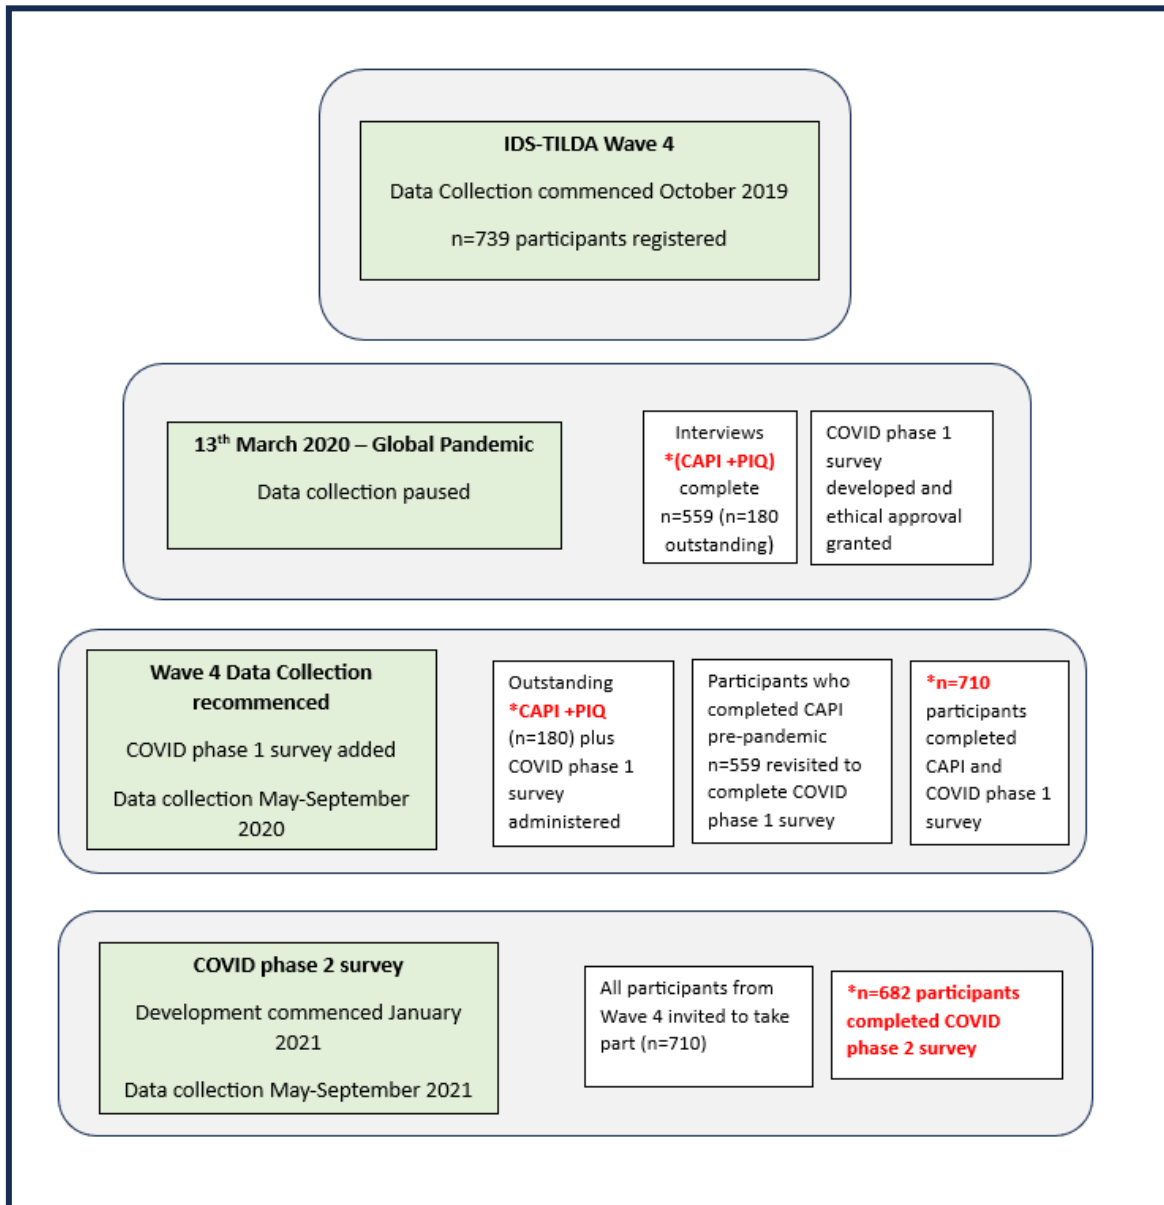 IDS-TILDA Wave 4
Data Collection commenced October 2019
n=739 participants registered
13th March 2020 – Global Pandemic
Data collection paused
Interviews
*(CAPI +PIQ)
complete
n=559 (n=180
outstanding)
COVID phase 1
survey
developed and
ethical approval
granted
Wave 4 Data Collection
recommenced
COVID phase 1 survey added
Data collection May-September
2020
Outstanding
*CAPI +PIQ
(n=180) plus
COVID phase 1
survey
administered
Participants who
completed CAPI
pre-pandemic
n=559 revisited to
complete COVID
phase 1 survey
*n=710
participants
completed
CAPI and
COVID phase 1
survey
COVID phase 2 survey
Development commenced January
2021
Data collection May-September 2021
All participants from
Wave 4 invited to take
part (n=710)
*n=682 participants
completed COVID
phase 2 survey